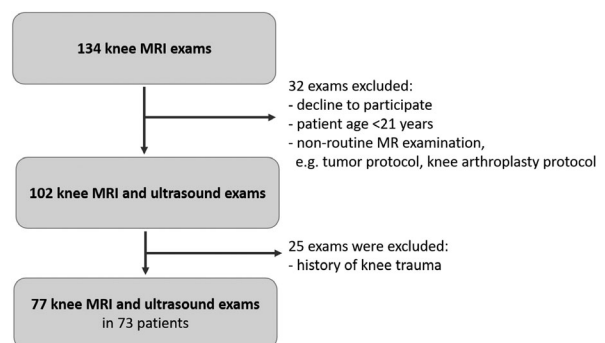 134 knee MRI exams
32 exams excluded:
- decline to participate
- patient age <21 years
- non-routine MR examination,
e.g. tumor protocol, knee arthroplasty protocol
102 knee MRI and ultrasound exams
25 exams were excluded:
- history of knee trauma
77 knee MRI and ultrasound exams
in 73 patients